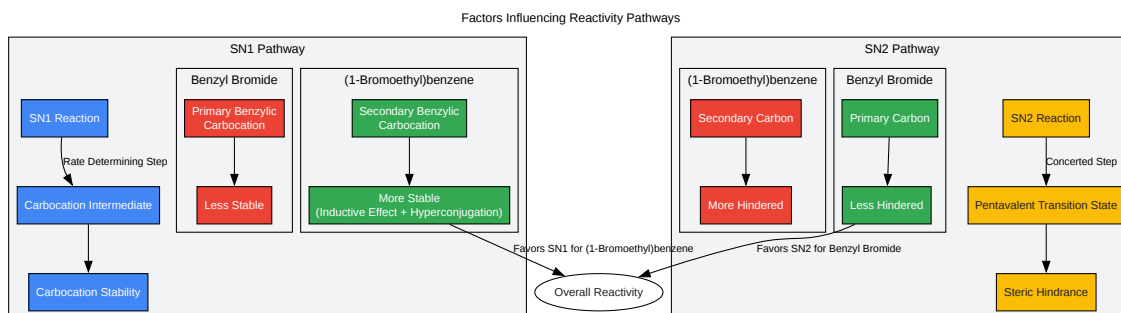 Factors Influencing Reactivity Pathways
SN1 Pathway
SN1 Reaction
Rate Determining Step
Carbocation Intermediate
Carbocation Stability
Benzyl Bromide
Primary Benzylic
Carbocation
Less Stable
(1-Bromoethyl)benzene
Secondary Benzylic
Carbocation
More Stable
(Inductive Effect + Hyperconjugation)
Favors SN1 for (1-Bromoethyl)benzene
Overall Reactivity
SN2 Pathway
(1-Bromoethyl)benzene
Secondary Carbon
More Hindered
Benzyl Bromide
Primary Carbon
Less Hindered
Favors SN2 for Benzyl Bromide
SN2 Reaction
Concerted Step
Pentavalent Transition State
Steric Hindrance